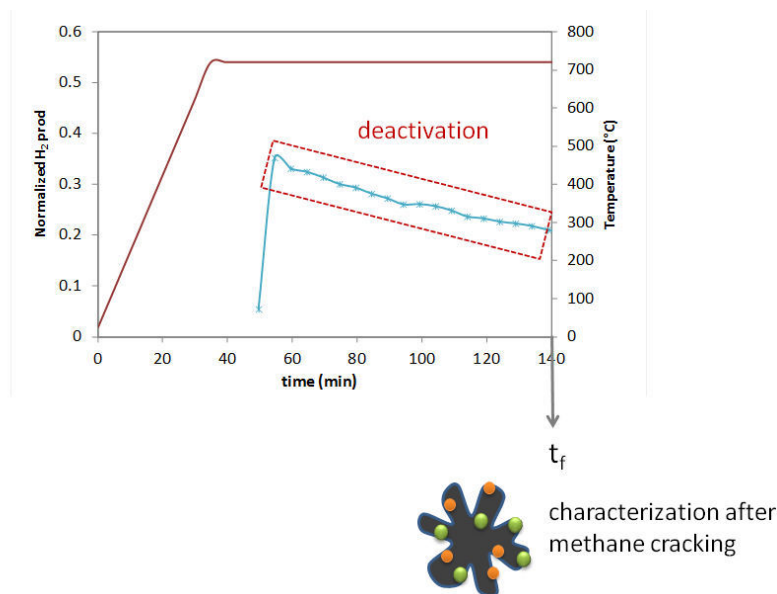 0.6
0.5
0.4
0.3
0.2
0.1
0
Normalized H₂ prod
deactivation
800
700
600
500
400
300
200
100
0
Temperature (°C)
0 20 40 60 80 100 120 140
time (min)
t_f
characterization after
methane cracking